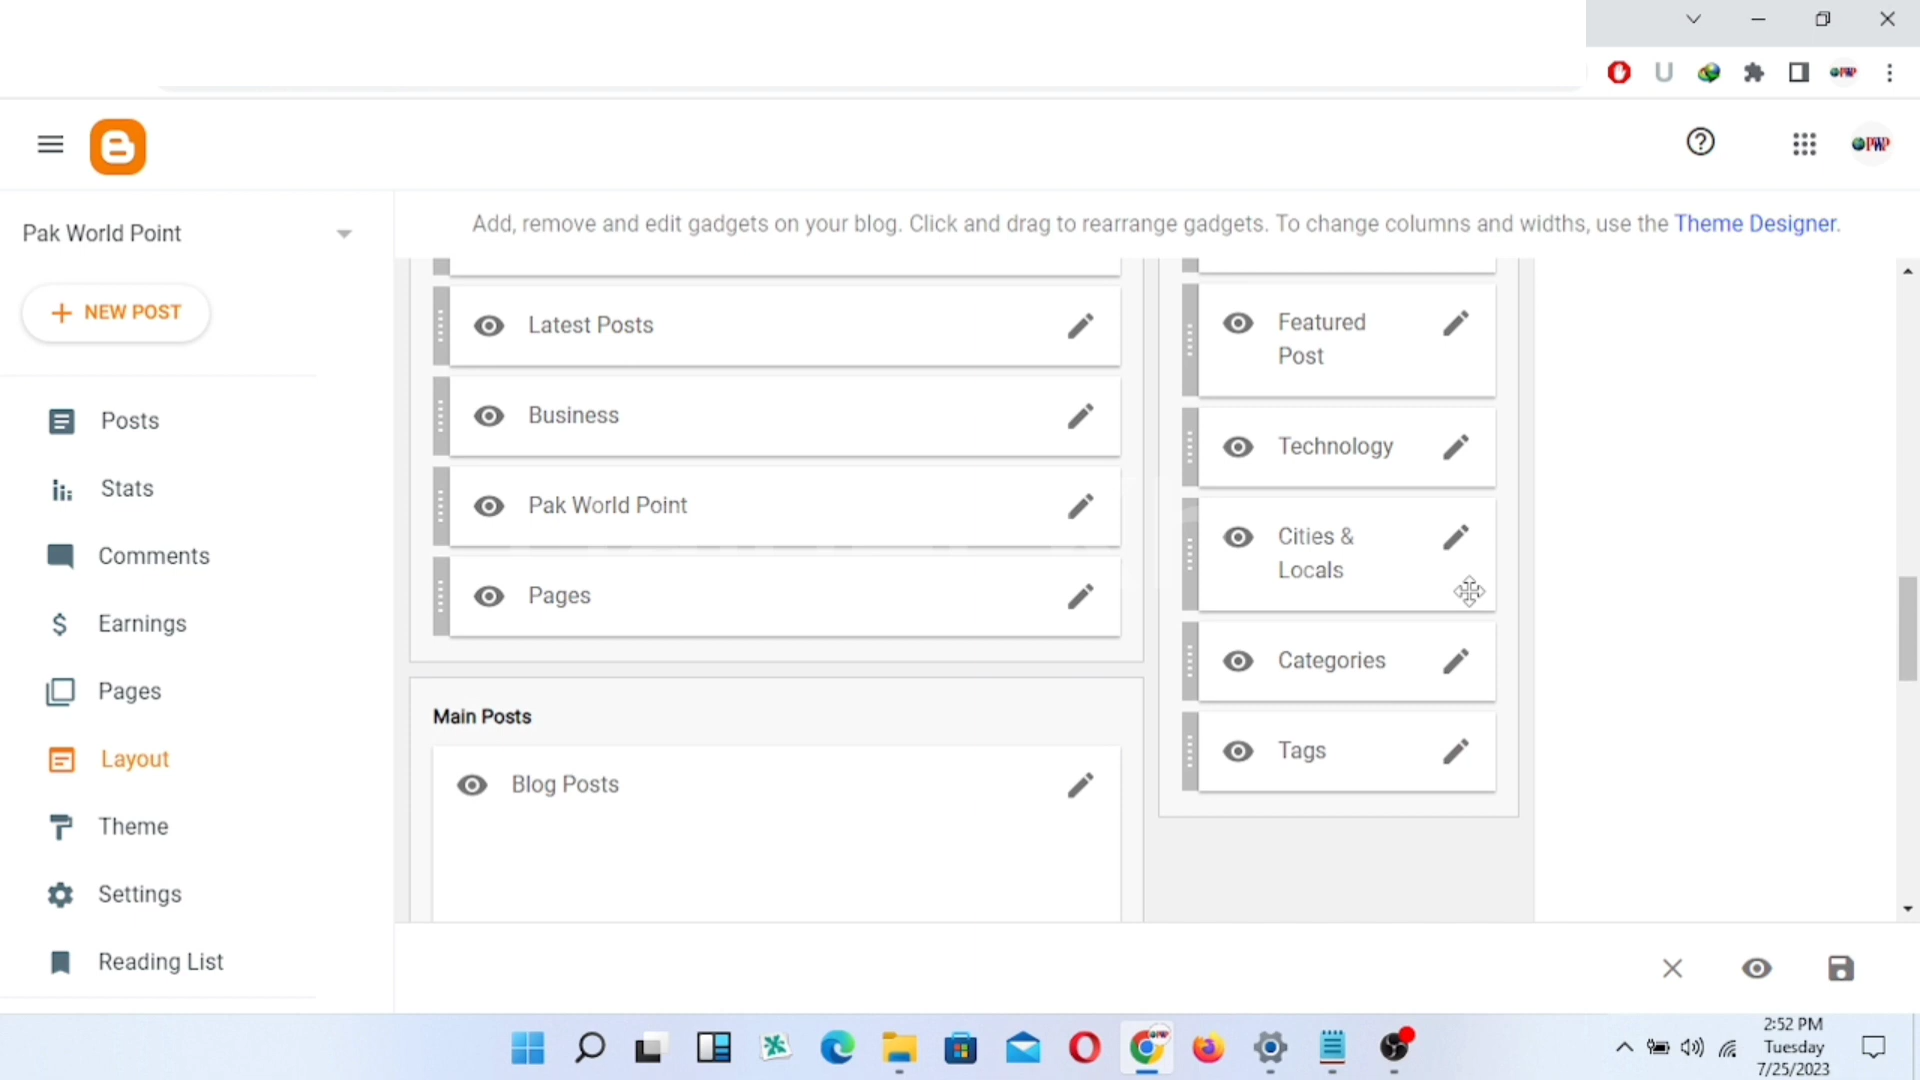 Pak World Point
NEW POST
Posts
Stats
Comments
$ Earnings
Pages
Layout
Theme
Settings
Reading List
Add, remove and edit gadgets on your blog. Click and drag to rearrange gadgets. To change columns and widths, use the Theme Designer.
Latest Posts
Business
Pak World Point
Pages
Main Posts
Blog Posts
Featured
Post
Technology
Cities &
Locals
Categories
Tags
PWP
2:52 PM
Tuesday
7/25/2023